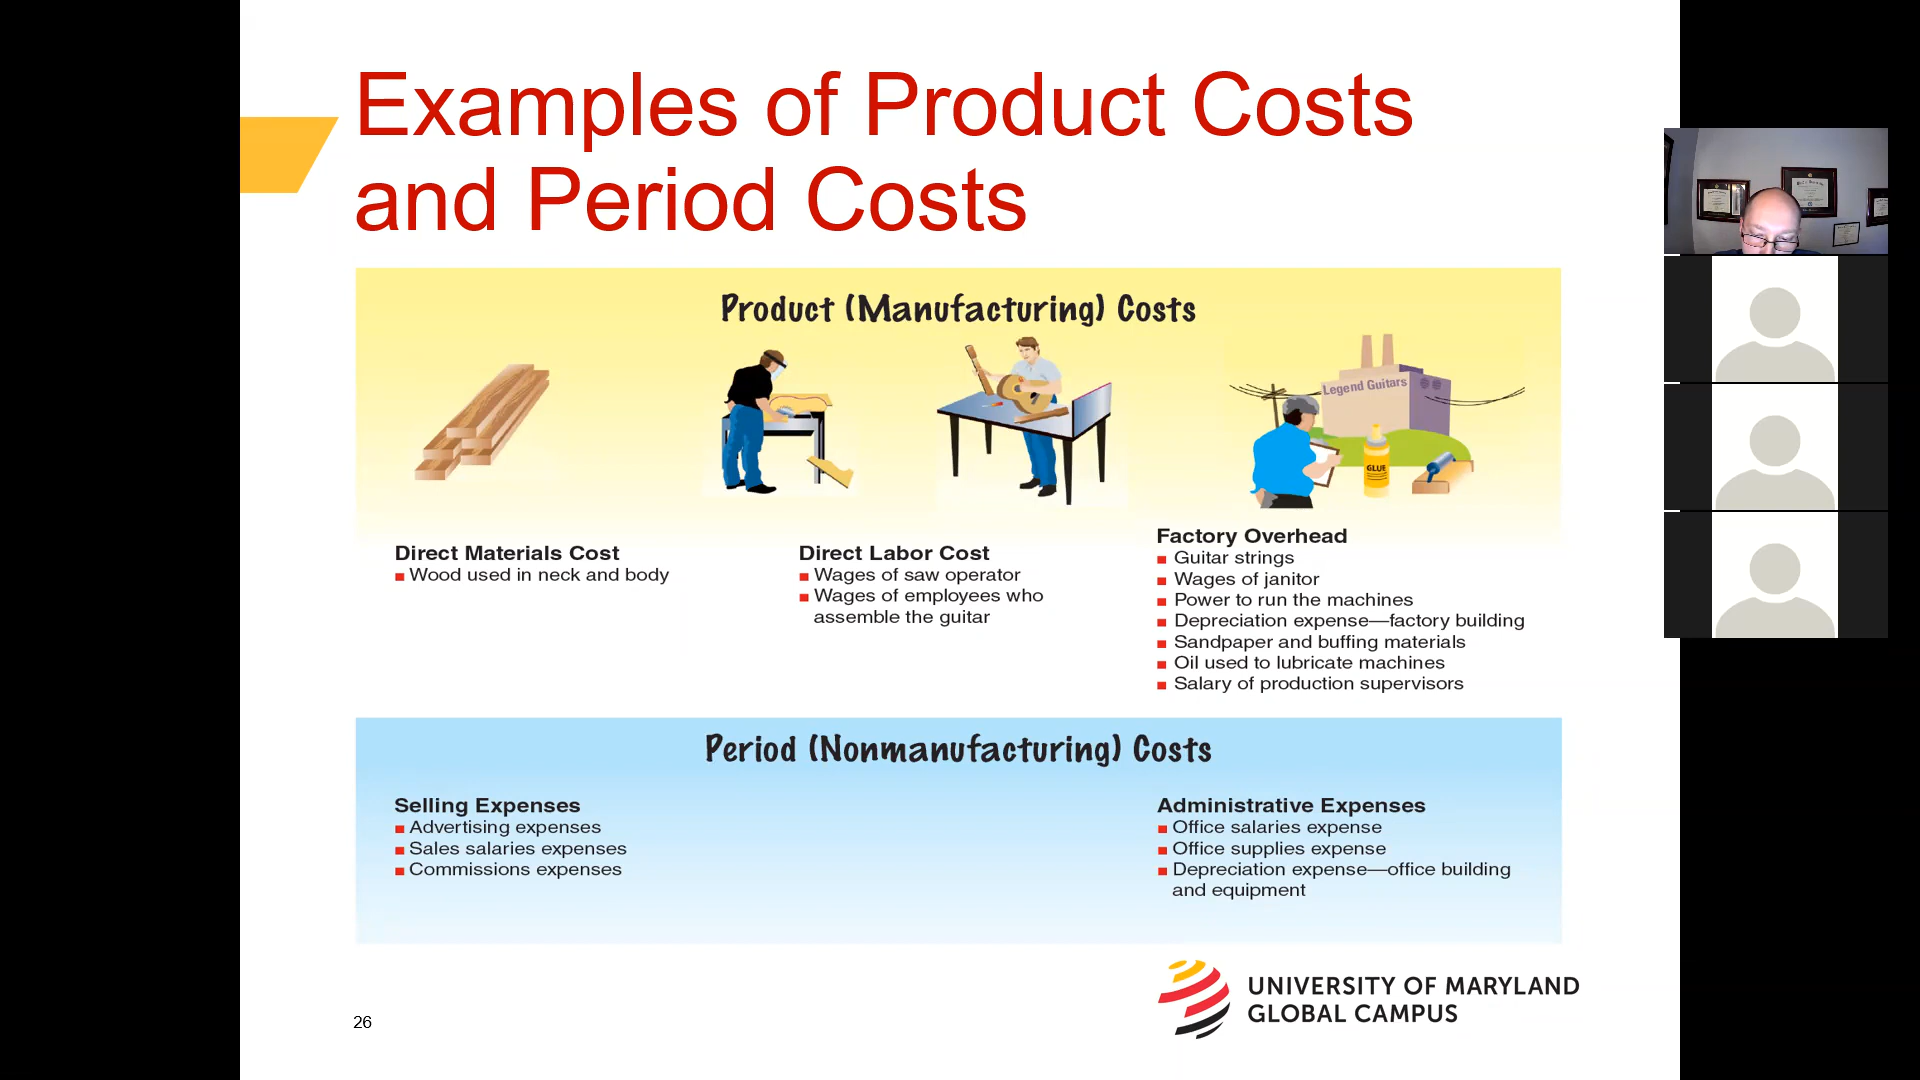 Examples of Product Costs
and Period Costs
Product (Manufacturing) Costs
Legend Guitars
GLUE
Direct Materials Cost
Wood used in neck and body
Direct Labor Cost
Wages of saw operator
Wages of employees who
assemble the guitar
Factory Overhead
Guitar strings
Wages of janitor
Power to run the machines
Depreciation expense—factory building
Sandpaper and buffing materials
Oil used to lubricate machines
Salary of production supervisors
Period (Nonmanufacturing) Costs
Selling Expenses
Advertising expenses
Sales salaries expenses
Commissions expenses
Administrative Expenses
Office salaries expense
Office supplies expense
Depreciation expense—office building
and equipment
UNIVERSITY OF MARYLAND
GLOBAL CAMPUS
26